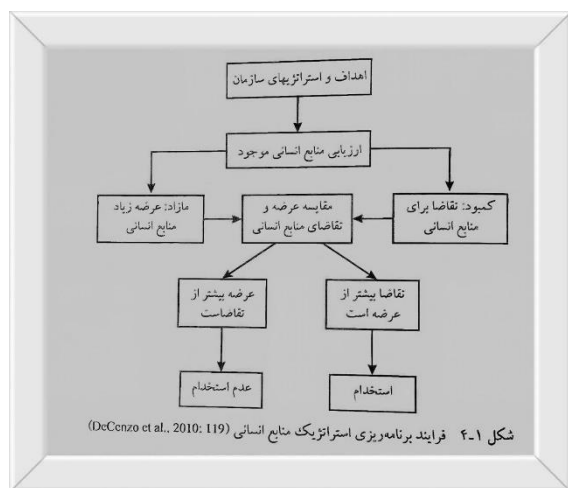 اهداف و استراتژیهای سازمان
ارزیابی منابع انسانی موجود
کمبود: تقاضا برای
منابع انسانی
مقایسه عرضه و
تقاضای منابع انسانی
مازاد: عرضه زیاد
منابع انسانی
تقاضا بیشتر از
عرضه است
عرضه بیشتر از
تقاضاست
استخدام
عدم استخدام
شکل ۱-۴ فرایند برنامه‌ریزی استراتژیک منابع انسانی (DeCenzo et al., 2010: 119)